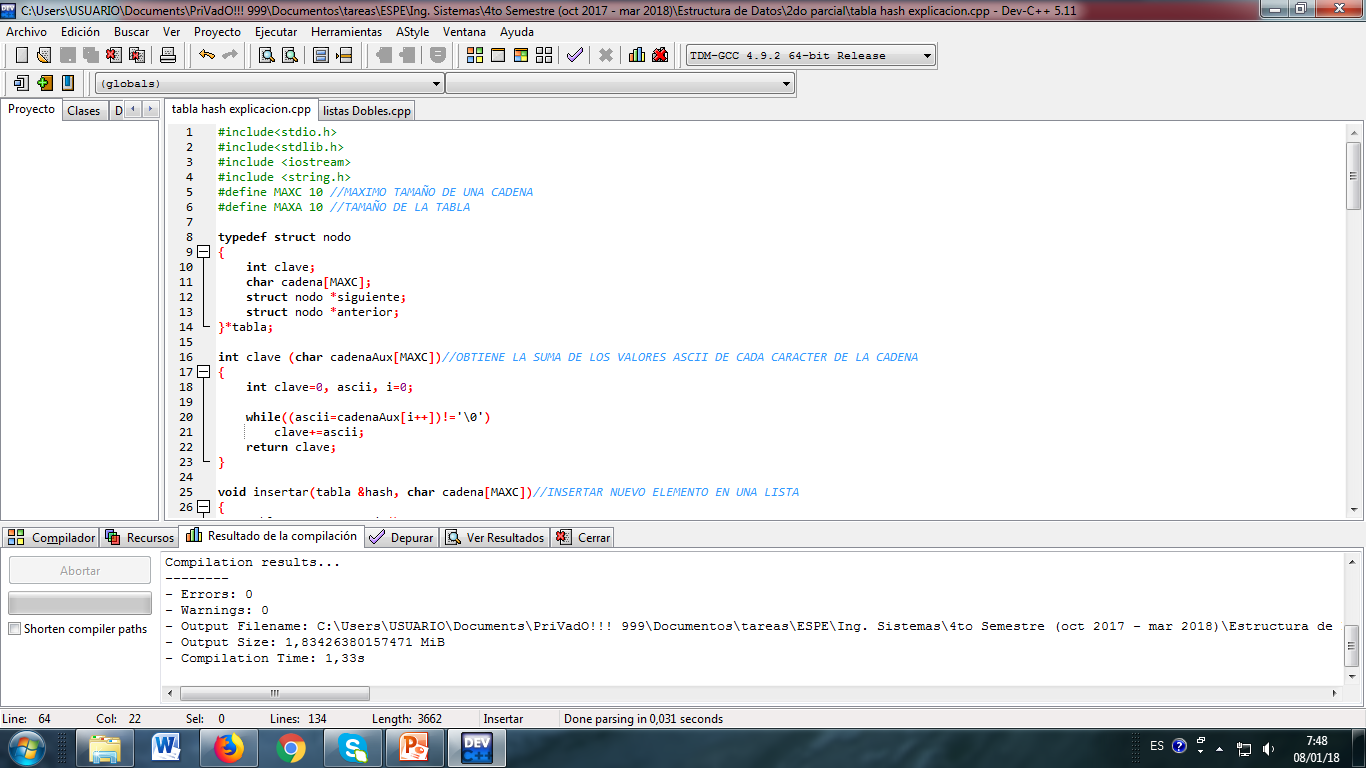 C:\Users\USUARIO\Documents\PriVadO!!! 999\Documentos\tareas\ESPE\Ing. Sistemas\4to Semestre (oct 2017 - mar 2018)\Estructura de Datos\2do parcial\tabla hash explicacion.cpp - Dev-C++ 5.11
Archivo Edición Buscar Ver Proyecto Ejecutar Herramientas AStyle Ventana Ayuda
TDM-GCC 4.9.2 64-bit Release
(globals)
Proyecto Clases D
tabla hash explicacion.cpp listas Dobles.cpp
1 #include<stdio.h>
2 #include<stdlib.h>
3 #include <iostream>
4 #include <string.h>
5 #define MAXC 10 //MAXIMO TAMAÑO DE UNA CADENA
6 #define MAXA 10 //TAMAÑO DE LA TABLA
7
8 typedef struct nodo
9 {
10 int clave;
11 char cadena[MAXC];
12 struct nodo *siguiente;
13 struct nodo *anterior;
14 }*tabla;
15
16 int clave (char cadenaAux[MAXC])//OBTIENE LA SUMA DE LOS VALORES ASCII DE CADA CARACTER DE LA CADENA
17 {
18 int clave=0, ascii, i=0;
19
20 while((ascii=cadenaAux[i++])!='\0')
21 clave+=ascii;
22 return clave;
23 }
24
25 void insertar(tabla &hash, char cadena[MAXC])//INSERTAR NUEVO ELEMENTO EN UNA LISTA
26 {
Compilador Recursos Resultado de la compilación Depurar Ver Resultados Cerrar
Abortar
Shorten compiler paths
Compilation results...
--------
- Errors: 0
- Warnings: 0
- Output Filename: C:\Users\USUARIO\Documents\PriVadO!!! 999\Documentos\tareas\ESPE\Ing. Sistemas\4to Semestre (oct 2017 - mar 2018)\Estructura de
- Output Size: 1,83426380157471 MiB
- Compilation Time: 1,33s
Line: 64 Col: 22 Sel: 0 Lines: 134 Length: 3662 Insertar Done parsing in 0,031 seconds
DEV C++
ES 7:48
08/01/18